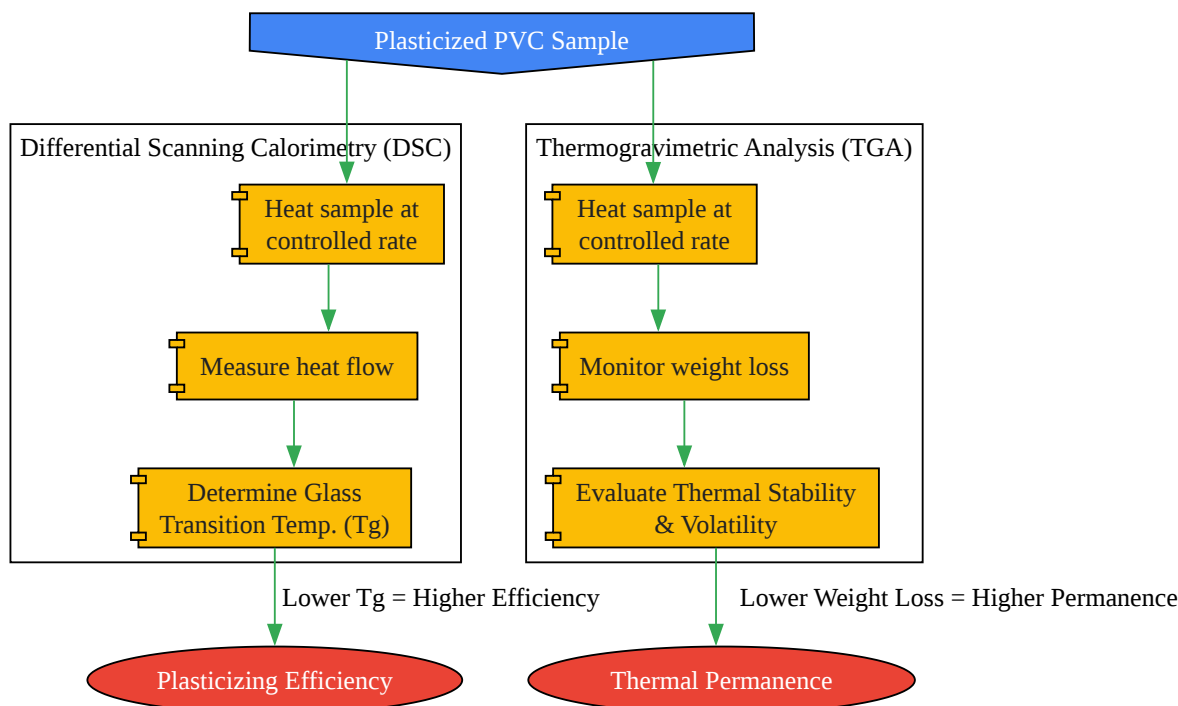 Plasticized PVC Sample
Differential Scanning Calorimetry (DSC)
Heat sample at
controlled rate
Measure heat flow
Determine Glass
Transition Temp. (Tg)
Lower Tg = Higher Efficiency
Plasticizing Efficiency
Thermogravimetric Analysis (TGA)
Heat sample at
controlled rate
Monitor weight loss
Evaluate Thermal Stability
& Volatility
Lower Weight Loss = Higher Permanence
Thermal Permanence